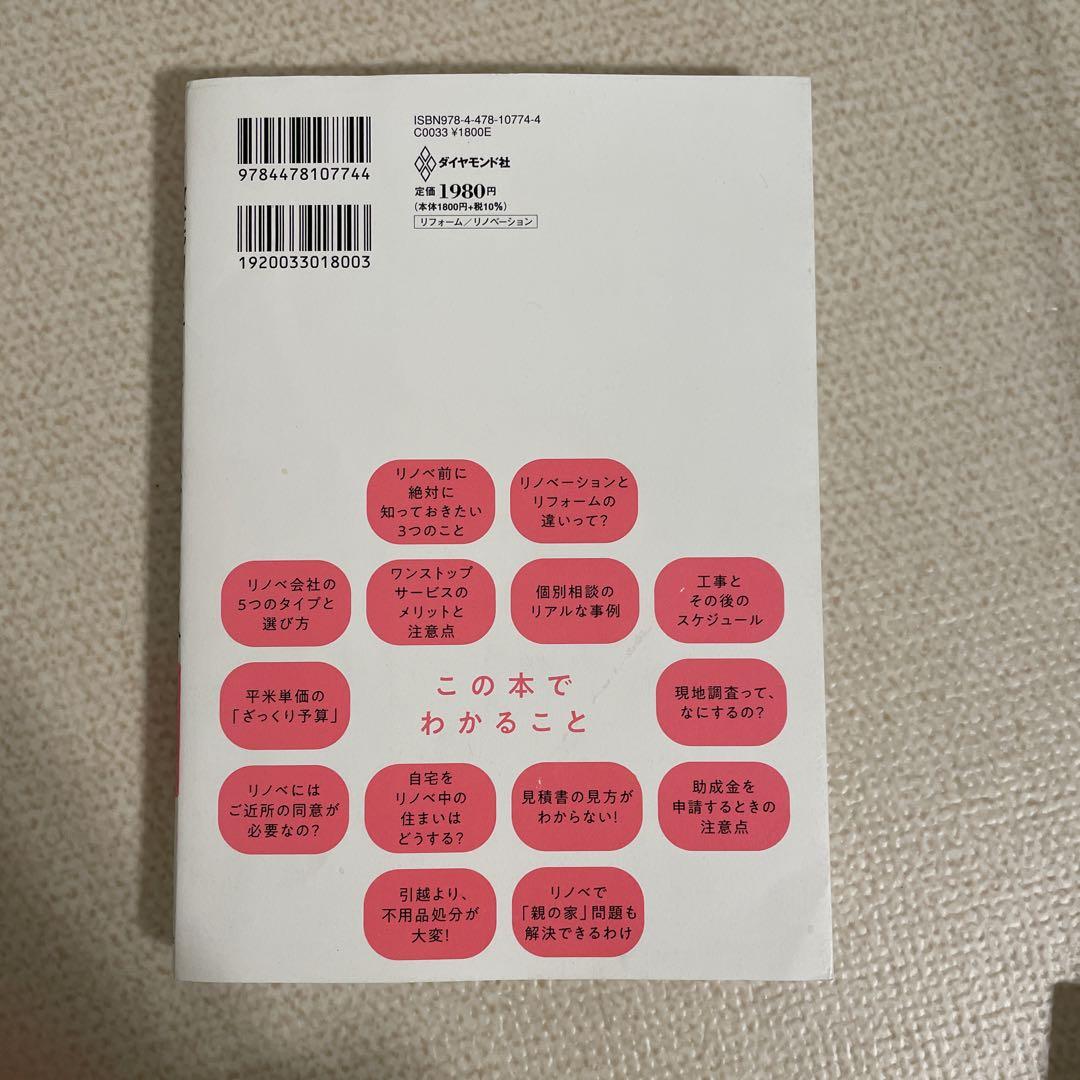 9784478107744
1920033018003
ISBN978-4-478-10774-4
C0033 ¥1800E
ダイヤモンド社
定価1980円
(本体1800円+税10%)
リフォーム／リノベーション
リノベ前に
絶対に
知っておきたい
3つのこと
リノベーションと
リフォームの
違いって?
リノベ会社の
5つのタイプと
選び方
ワンストップ
サービスの
メリットと
注意点
個別相談の
リアルな事例
工事と
その後の
スケジュール
平米単価の
「ざっくり予算」
この本で
わかること
現地調査って、
なにするの?
リノベには
ご近所の同意が
必要なの?
自宅を
リノベ中の
住まいは
どうする?
見積書の見方が
わからない!
助成金を
申請するときの
注意点
引越より、
不用品処分が
大変!
リノベで
「親の家」問題も
解決できるわけ